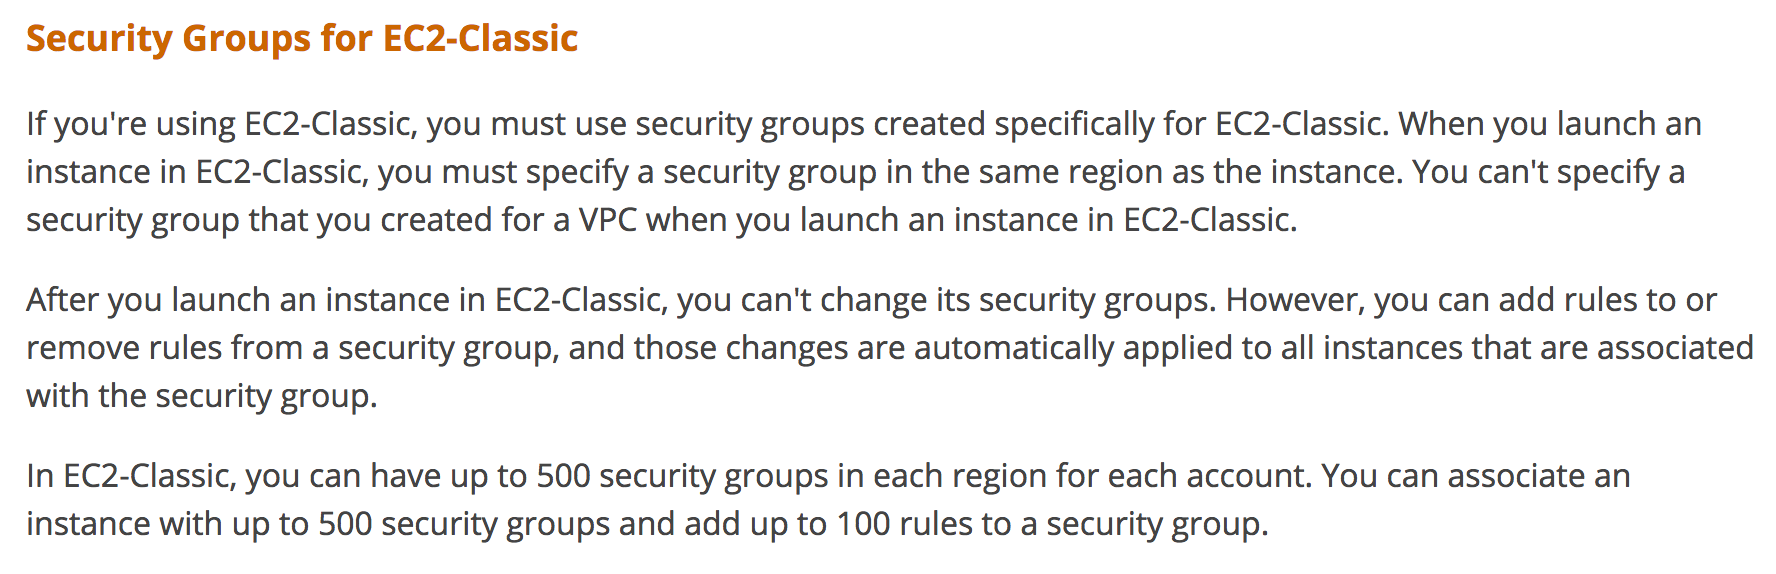 Security Groups for EC2-Classic
If you're using EC2-Classic, you must use security groups created specifically for EC2-Classic. When you launch an
instance in EC2-Classic, you must specify a security group in the same region as the instance. You can't specify a
security group that you created for a VPC when you launch an instance in EC2-Classic.
After you launch an instance in EC2-Classic, you can't change its security groups. However, you can add rules to or
remove rules from a security group, and those changes are automatically applied to all instances that are associated
with the security group.
In EC2-Classic, you can have up to 500 security groups in each region for each account. You can associate an
instance with up to 500 security groups and add up to 100 rules to a security group.